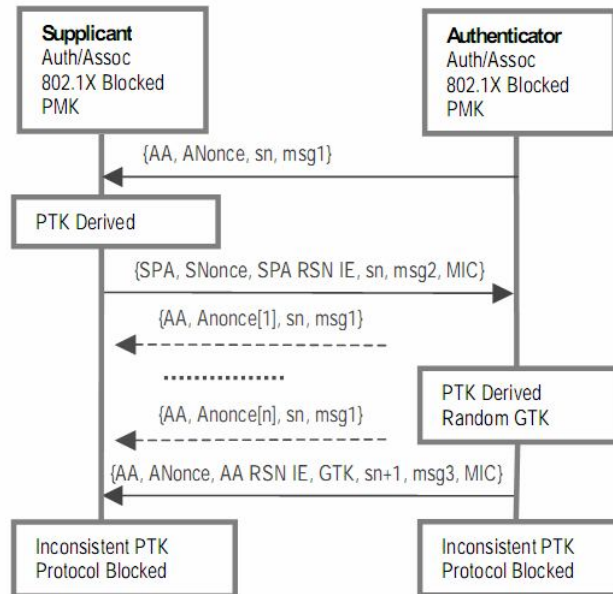 Supplicant
Auth/Assoc
802.1X Blocked
PMK
Authenticator
Auth/Assoc
802.1X Blocked
PMK
{AA, ANonce, sn, msg1}
PTK Derived
{SPA, SNonce, SPA RSN IE, sn, msg2, MIC}
{AA, Anonce[1], sn, msg1}
{AA, Anonce[n], sn, msg1}
PTK Derived
Random GTK
{AA, ANonce, AA RSN IE, GTK, sn+1, msg3, MIC}
Inconsistent PTK
Protocol Blocked
Inconsistent PTK
Protocol Blocked